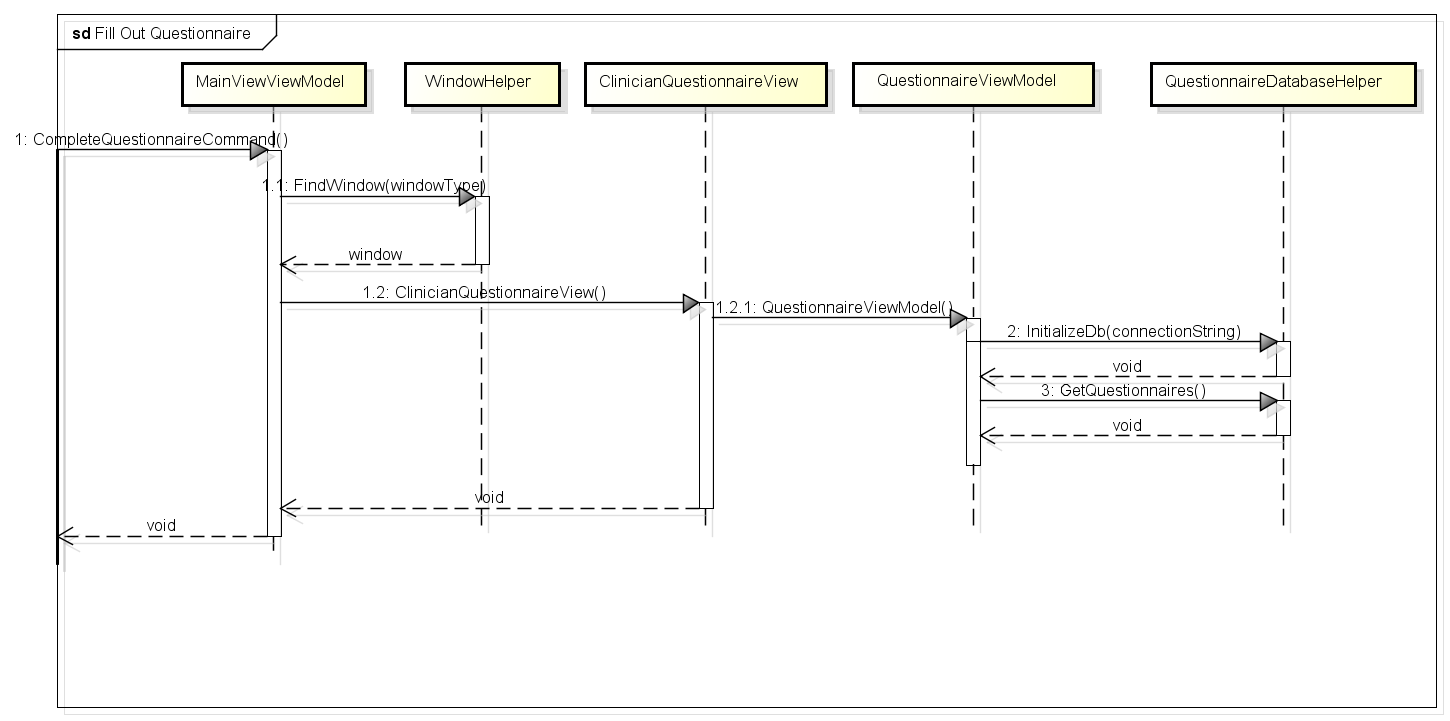 sd Fill Out Questionnaire
MainViewViewModel
WindowHelper
ClinicianQuestionnaireView
QuestionnaireViewModel
QuestionnaireDatabaseHelper
1: CompleteQuestionnaireCommand()
1.1: FindWindow(windowType)
window
1.2: ClinicianQuestionnaireView()
1.2.1: QuestionnaireViewModel()
2: InitializeDb(connectionString)
void
3: GetQuestionnaires()
void
void
void